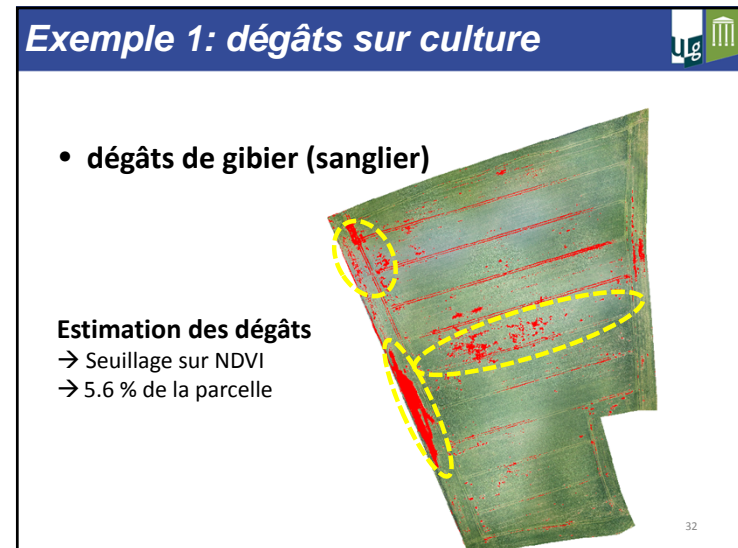 Exemple 1: dégâts sur culture
ulg
• dégâts de gibier (sanglier)
Estimation des dégâts
→ Seuillage sur NDVI
→ 5.6 % de la parcelle
32